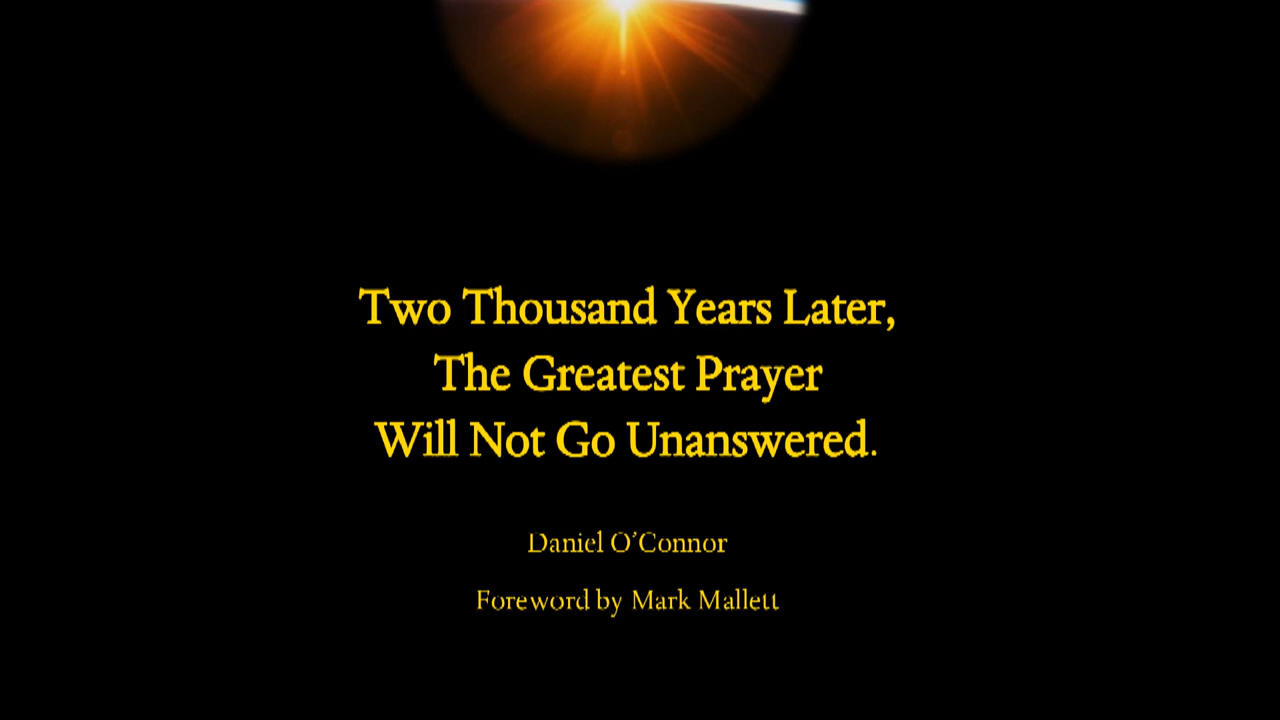 Two Thousand Years Later,
The Greatest Prayer
Will Not Go Unanswered.
Daniel O’Connor
Foreword by Mark Mallett